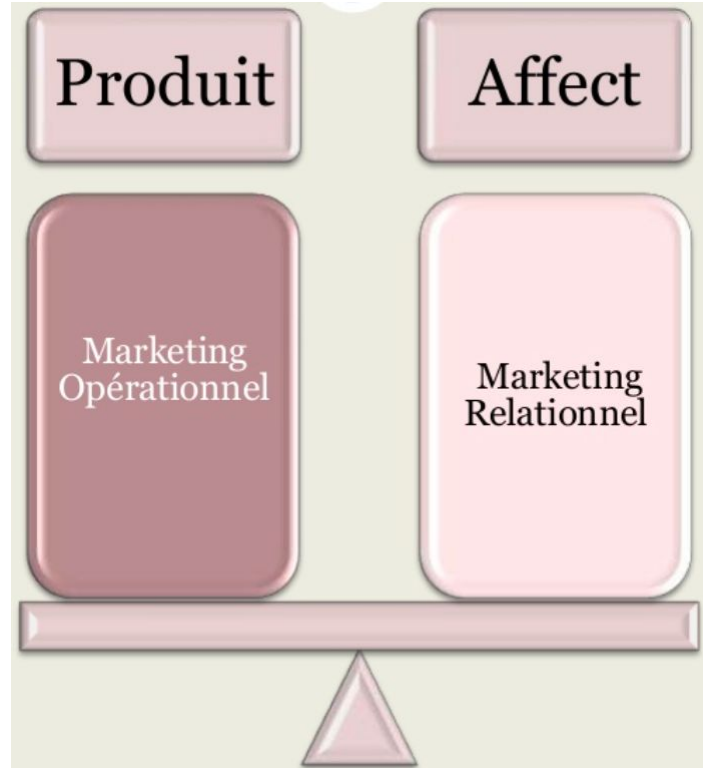 Produit
Affect
Marketing
Opérationnel
Marketing
Relationnel